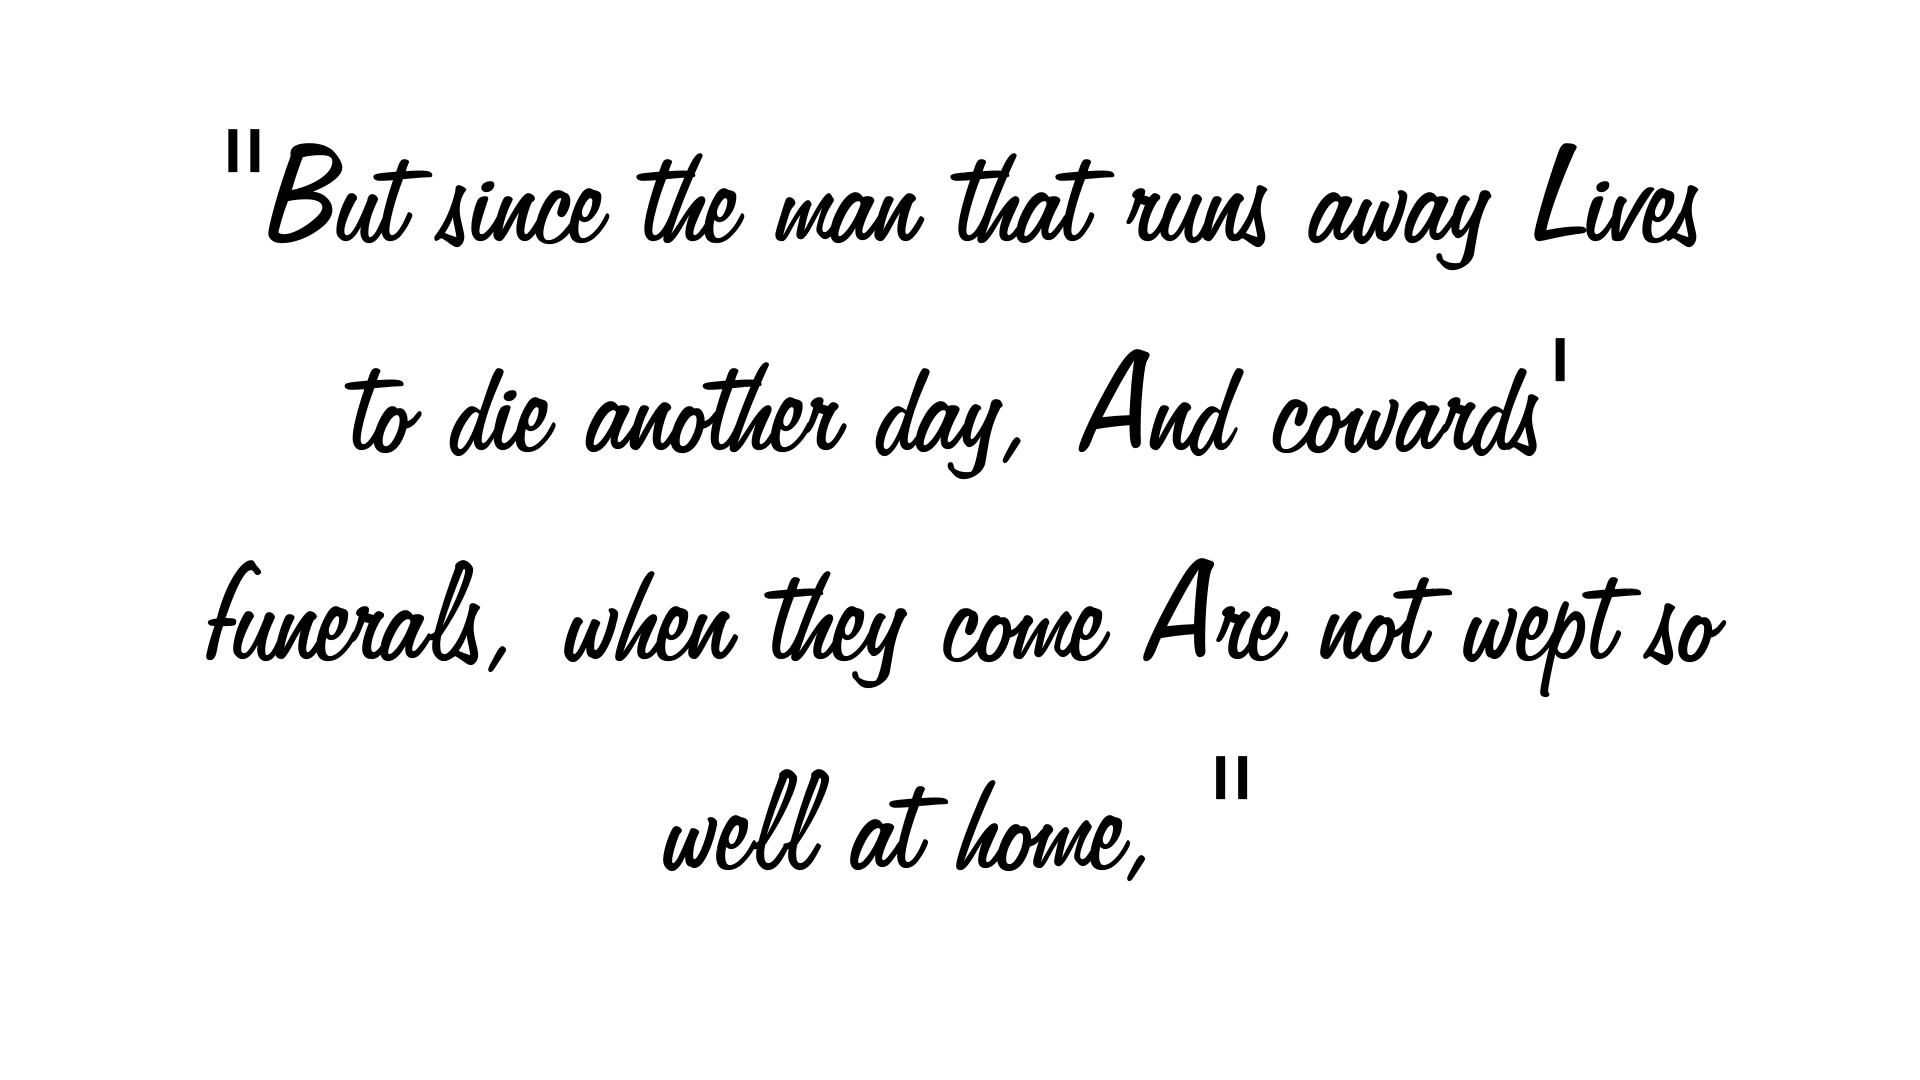 "But since the man that runs away Lives
to die another day, And cowards'
funerals, when they come Are not wept so
well at home, "